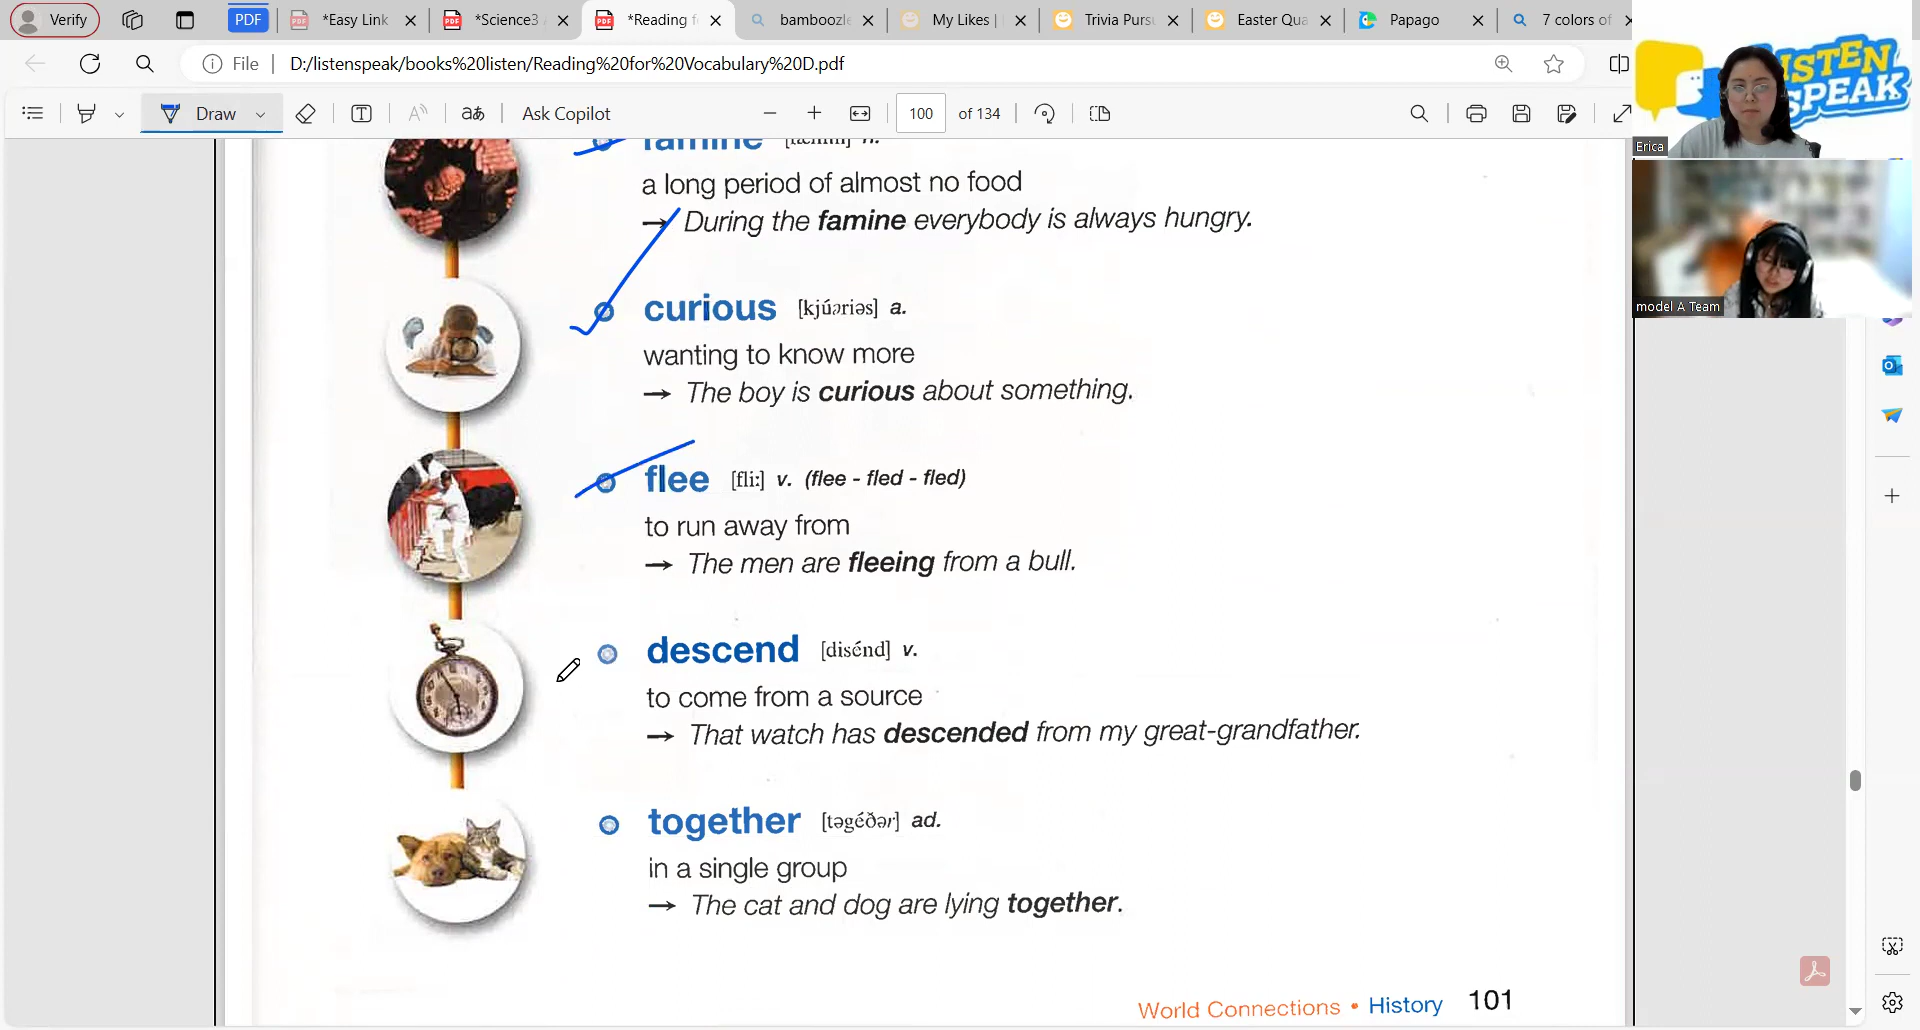 Verify
PDF
*Easy Link
*Science3
*Reading f
bamboozle
My Likes |
Trivia Pursu
Easter Qua
Papago
7 colors of
File
D:/listenspeak/books%20listen/Reading%20for%20Vocabulary%20D.pdf
Draw
Ask Copilot
100
of 134
LISTEN
SPEAK
Erica
model A Team
famine n.
a long period of almost no food
→ During the famine everybody is always hungry.
curious [kjúəriəs] a.
wanting to know more
→ The boy is curious about something.
flee [fliː] v. (flee - fled - fled)
to run away from
→ The men are fleeing from a bull.
descend [disénd] v.
to come from a source
→ That watch has descended from my great-grandfather.
together [təɡéðər] ad.
in a single group
→ The cat and dog are lying together.
World Connections • History 101